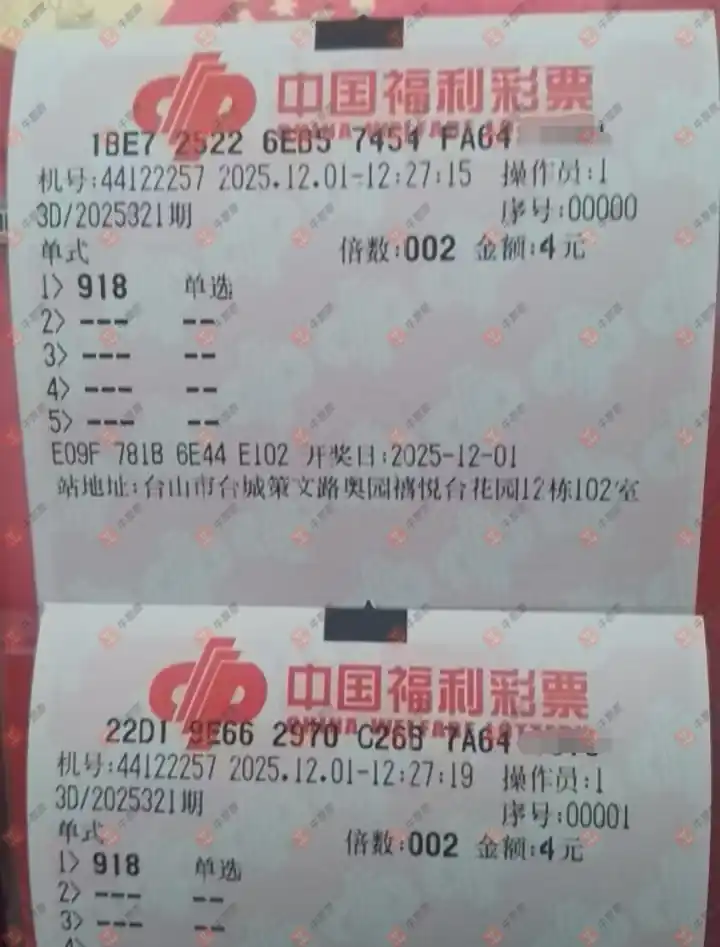 中国福利彩票
CHINA WELFARE LOTTERY
1BE7 2522 6EB5 7454 FA64
机号:44122257 2025.12.01-12:27:15 操作员:1
3D/2025321期 序号:00000
单式 倍数:002 金额:4元
1> 918 单选
2> --- --
3> --- --
4> --- --
5> --- --
E09F 781B 6E44 E102 开奖日:2025-12-01
站地址:台山市台城策文路奥园禧悦台花园12栋102室
中国福利彩票
CHINA WELFARE LOTTERY
22D1 9E66 2970 C26B 7A64
机号:44122257 2025.12.01-12:27:19 操作员:1
3D/2025321期 序号:00001
单式 倍数:002 金额:4元
1> 918 单选
2> --- --
3> --- --